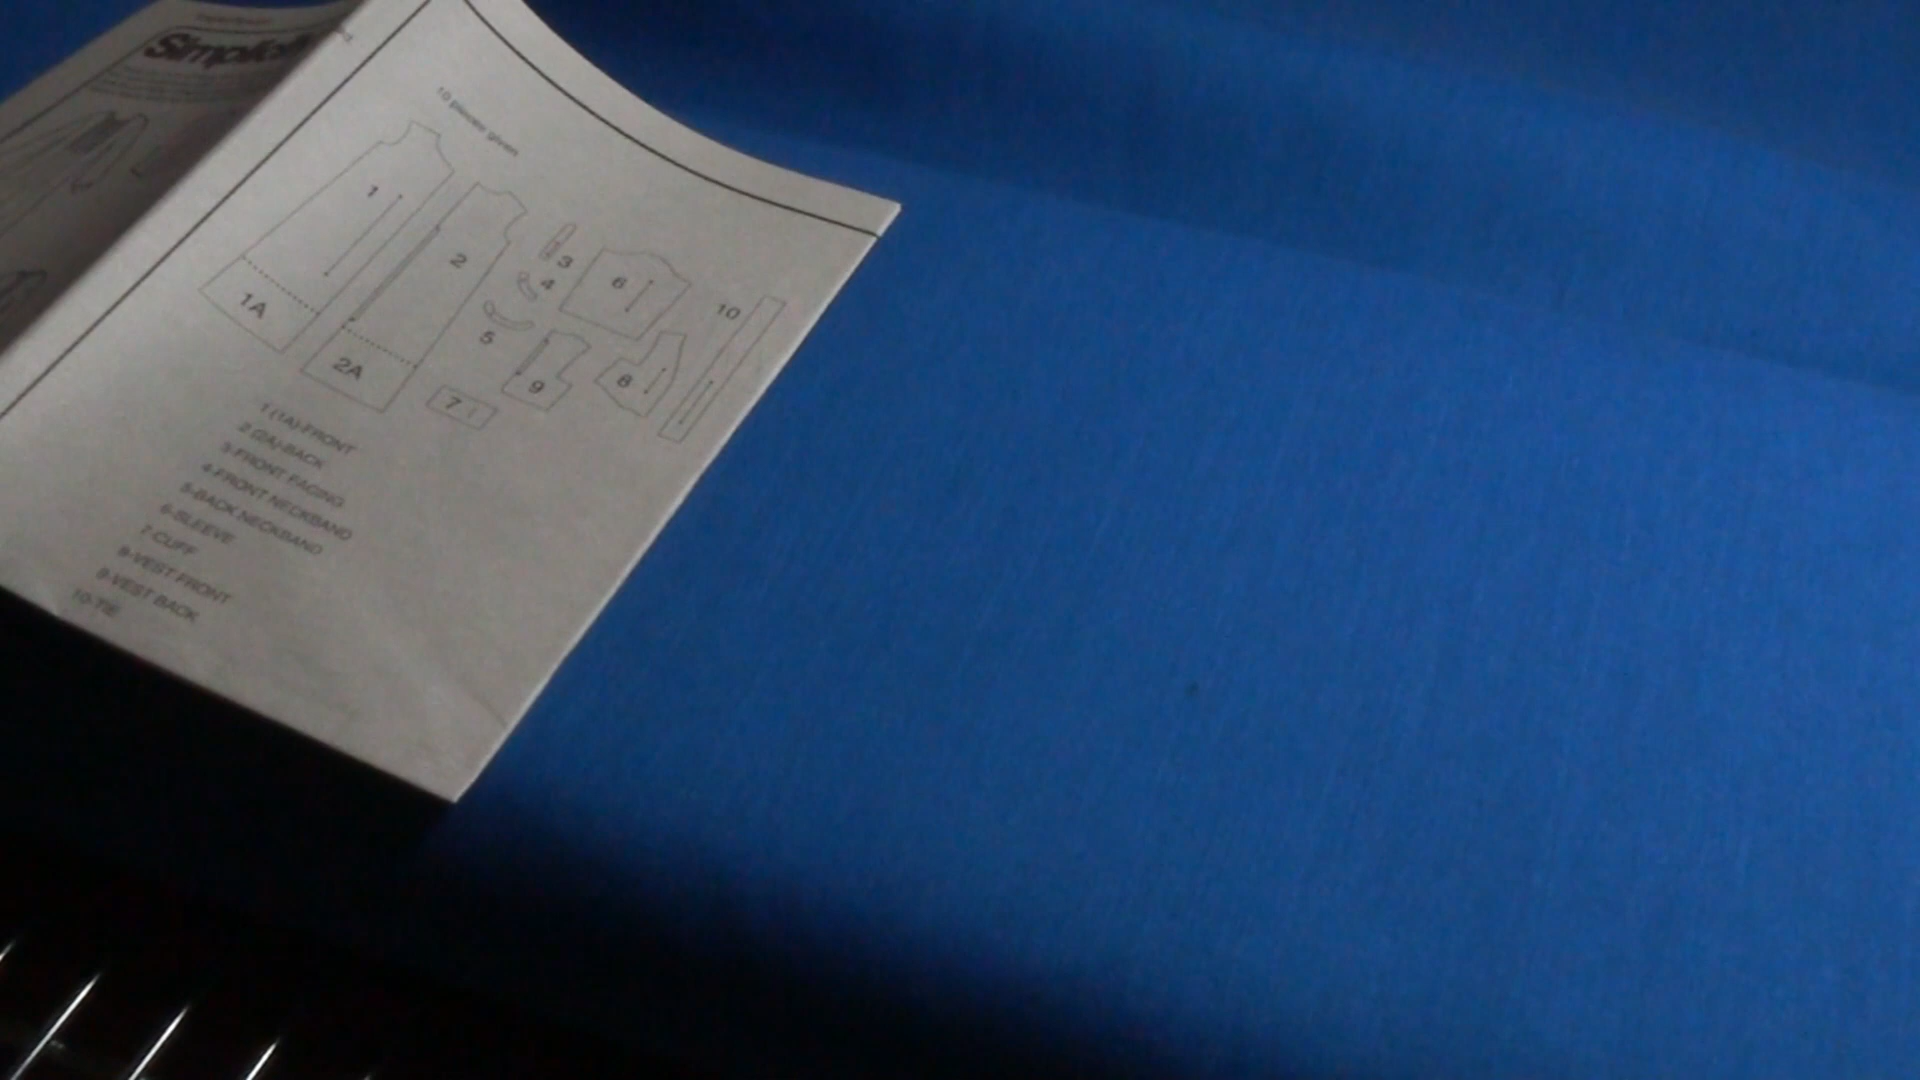 Simplici
10 pieces given
1
2
3
4
6
10
1A
5
2A
9
8
7
1 (1A)-FRONT
2 (2A)-BACK
3-FRONT FACING
4-FRONT NECKBAND
5-BACK NECKBAND
6-SLEEVE
7-CUFF
8-VEST FRONT
9-VEST BACK
10-TIE